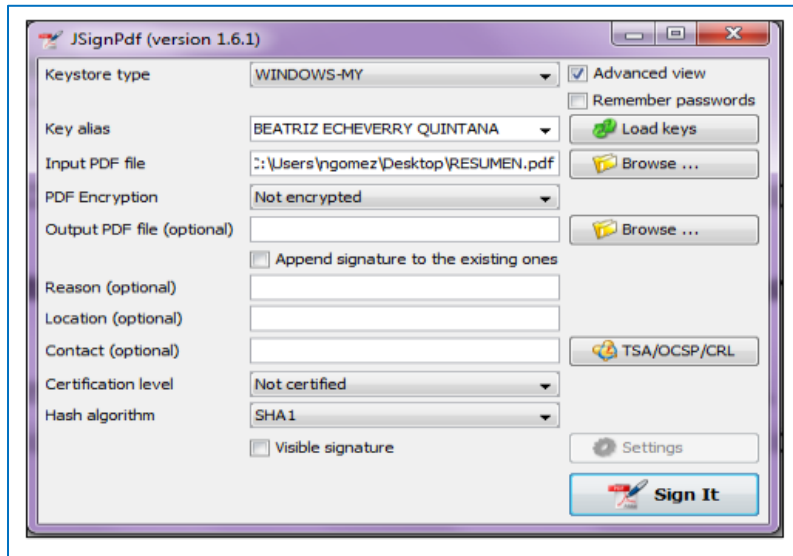 JSignPdf (version 1.6.1)
Keystore type WINDOWS-MY Advanced view
Remember passwords
Key alias BEATRIZ ECHEVERRY QUINTANA Load keys
Input PDF file :\Users\ngomez\Desktop\RESUMEN.pdf Browse ...
PDF Encryption Not encrypted
Output PDF file (optional) Browse ...
Append signature to the existing ones
Reason (optional)
Location (optional)
Contact (optional) TSA/OCSP/CRL
Certification level Not certified
Hash algorithm SHA1
Visible signature Settings
Sign It